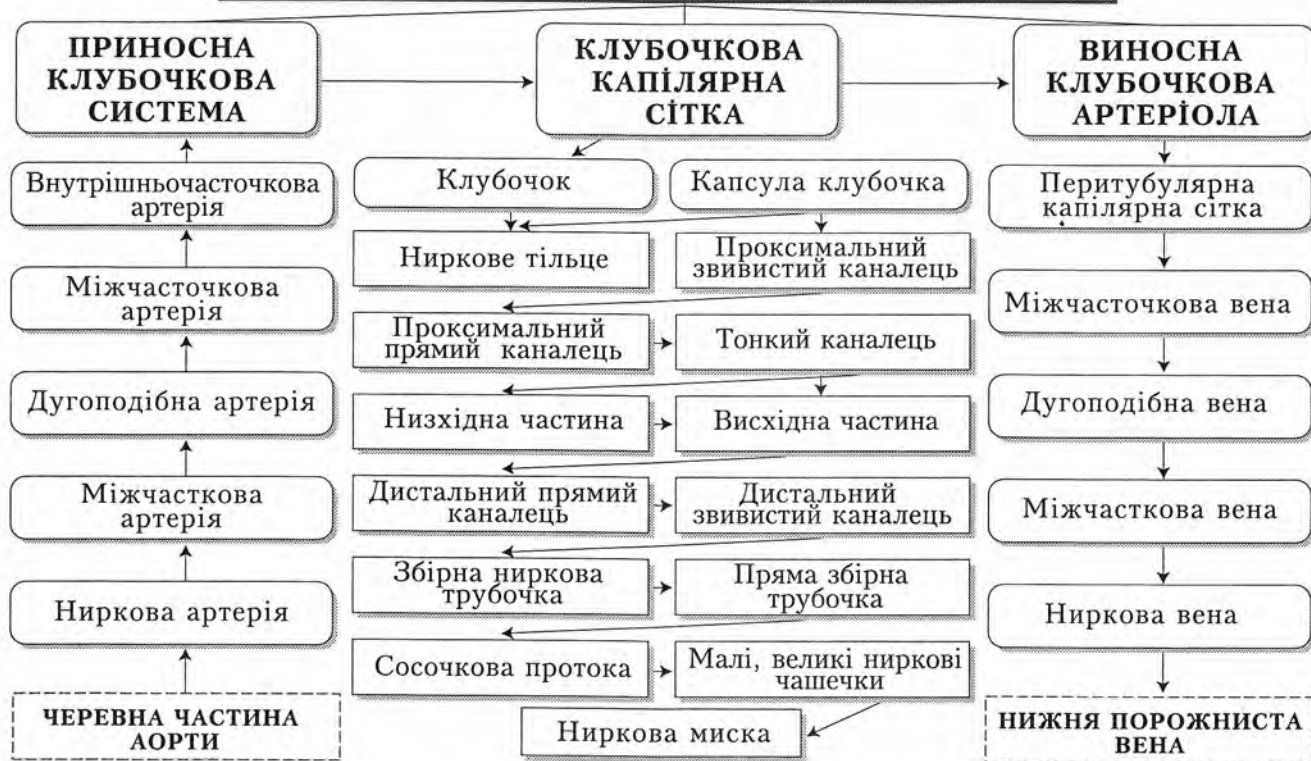 ПРИНОСНА
КЛУБОЧКОВА
СИСТЕМА
КЛУБОЧКОВА
КАПІЛЯРНА
СІТКА
ВИНОСНА
КЛУБОЧКОВА
АРТЕРІОЛА
Внутрішньочасточкова
артерія
Міжчасточкова
артерія
Дугоподібна артерія
Міжчасткова
артерія
Ниркова артерія
ЧЕРЕВНА ЧАСТИНА
АОРТИ
Клубочок
Капсула клубочка
Ниркове тільце
Проксимальний
звивистий каналець
Проксимальний
прямий каналець
Тонкий каналець
Низхідна частина
Висхідна частина
Дистальний прямий
каналець
Дистальний
звивистий каналець
Збірна ниркова
трубочка
Пряма збірна
трубочка
Сосочкова протока
Малі, великі ниркові
чашечки
Ниркова миска
Перитубулярна
капілярна сітка
Міжчасточкова вена
Дугоподібна вена
Міжчасткова вена
Ниркова вена
НИЖНЯ ПОРОЖНИСТА
ВЕНА